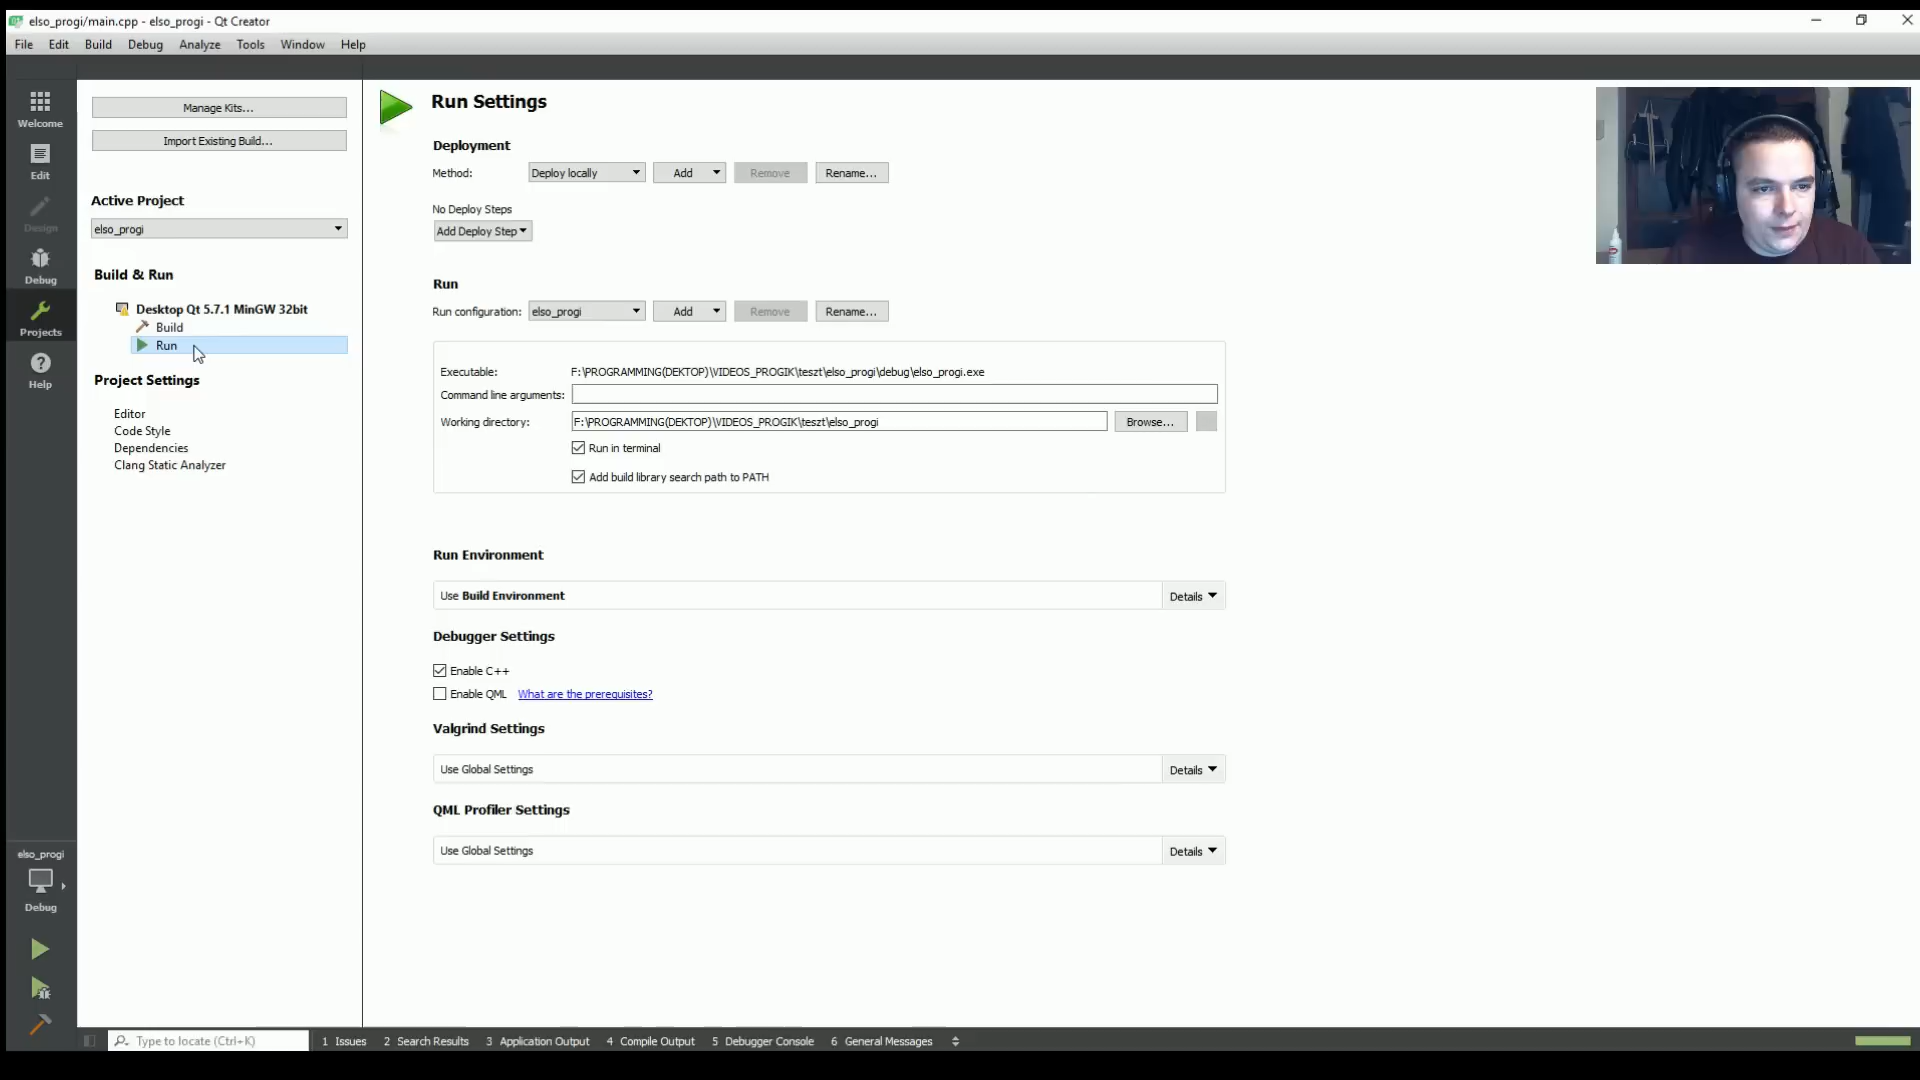 elso_progi/main.cpp - elso_progi - Qt Creator
File Edit Build Debug Analyze Tools Window Help
Welcome
Edit
Design
Debug
Projects
Help
Manage Kits...
Import Existing Build...
Active Project
elso_progi
Build & Run
Desktop Qt 5.7.1 MinGW 32bit
Build
Run
Project Settings
Editor
Code Style
Dependencies
Clang Static Analyzer
Run Settings
Deployment
Method: Deploy locally Add Remove Rename...
No Deploy Steps
Add Deploy Step
Run
Run configuration: elso_progi Add Remove Rename...
Executable: F:\PROGRAMMING(DEKTOP)\VIDEOS_PROGIK\teszt\elso_progi\debug\elso_progi.exe
Command line arguments:
Working directory: F:\PROGRAMMING(DEKTOP)\VIDEOS_PROGIK\teszt\elso_progi Browse...
Run in terminal
Add build library search path to PATH
Run Environment
Use Build Environment Details
Debugger Settings
Enable C++
Enable QML What are the prerequisites?
Valgrind Settings
Use Global Settings Details
QML Profiler Settings
Use Global Settings Details
elso_progi
Debug
Type to locate (Ctrl+K) 1 Issues 2 Search Results 3 Application Output 4 Compile Output 5 Debugger Console 6 General Messages